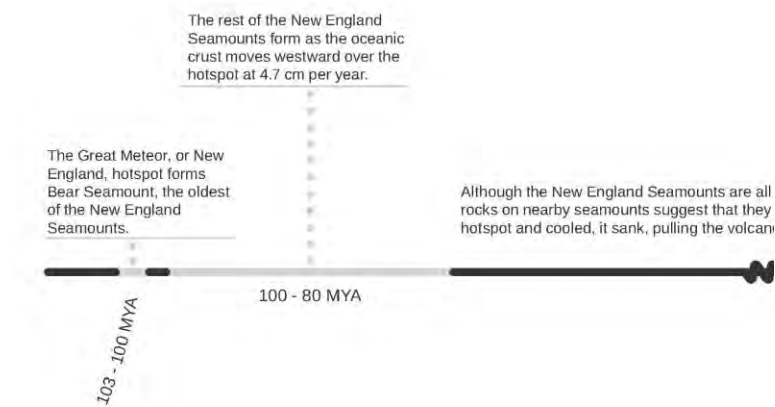 The rest of the New England
Seamounts form as the oceanic
crust moves westward over the
hotspot at 4.7 cm per year.
The Great Meteor, or New
England, hotspot forms
Bear Seamount, the oldest
of the New England
Seamounts.
Although the New England Seamounts are all
rocks on nearby seamounts suggest that they
hotspot and cooled, it sank, pulling the
100 - 80 MYA
103 - 100 MYA